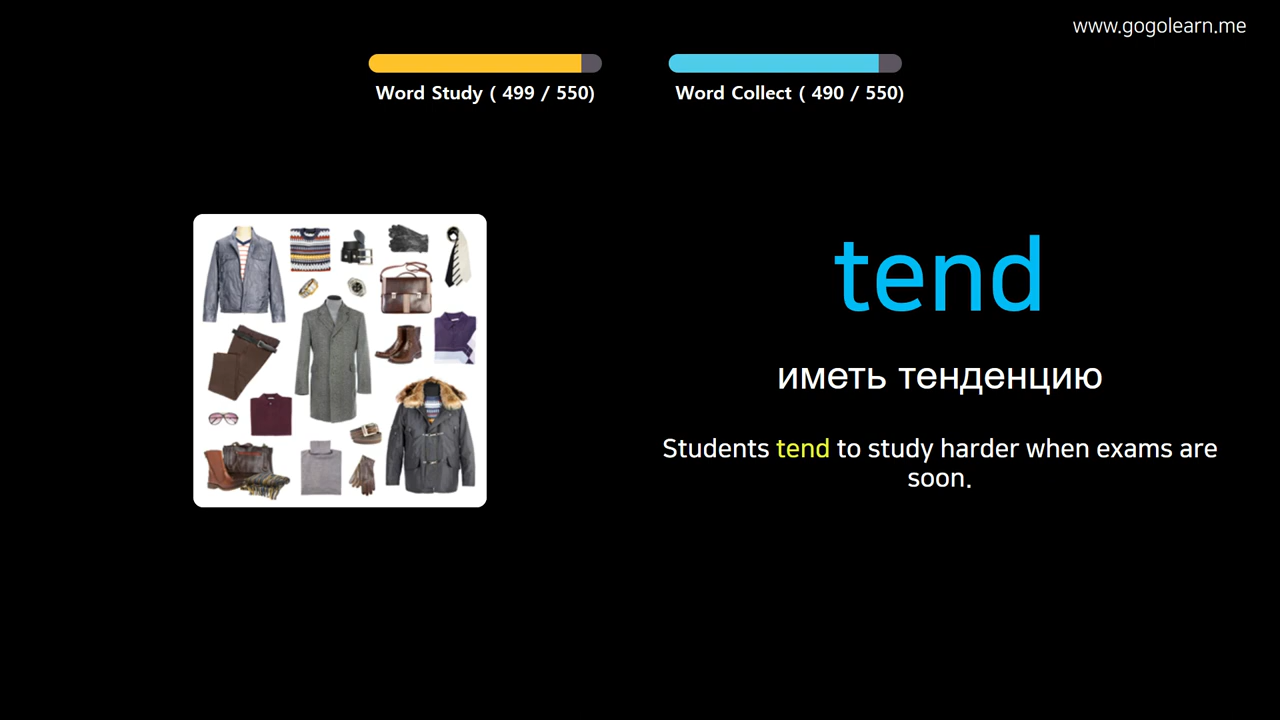 www.gogolearn.me
Word Study ( 499 / 550)
Word Collect ( 490 / 550)
tend
иметь тенденцию
Students tend to study harder when exams are
soon.